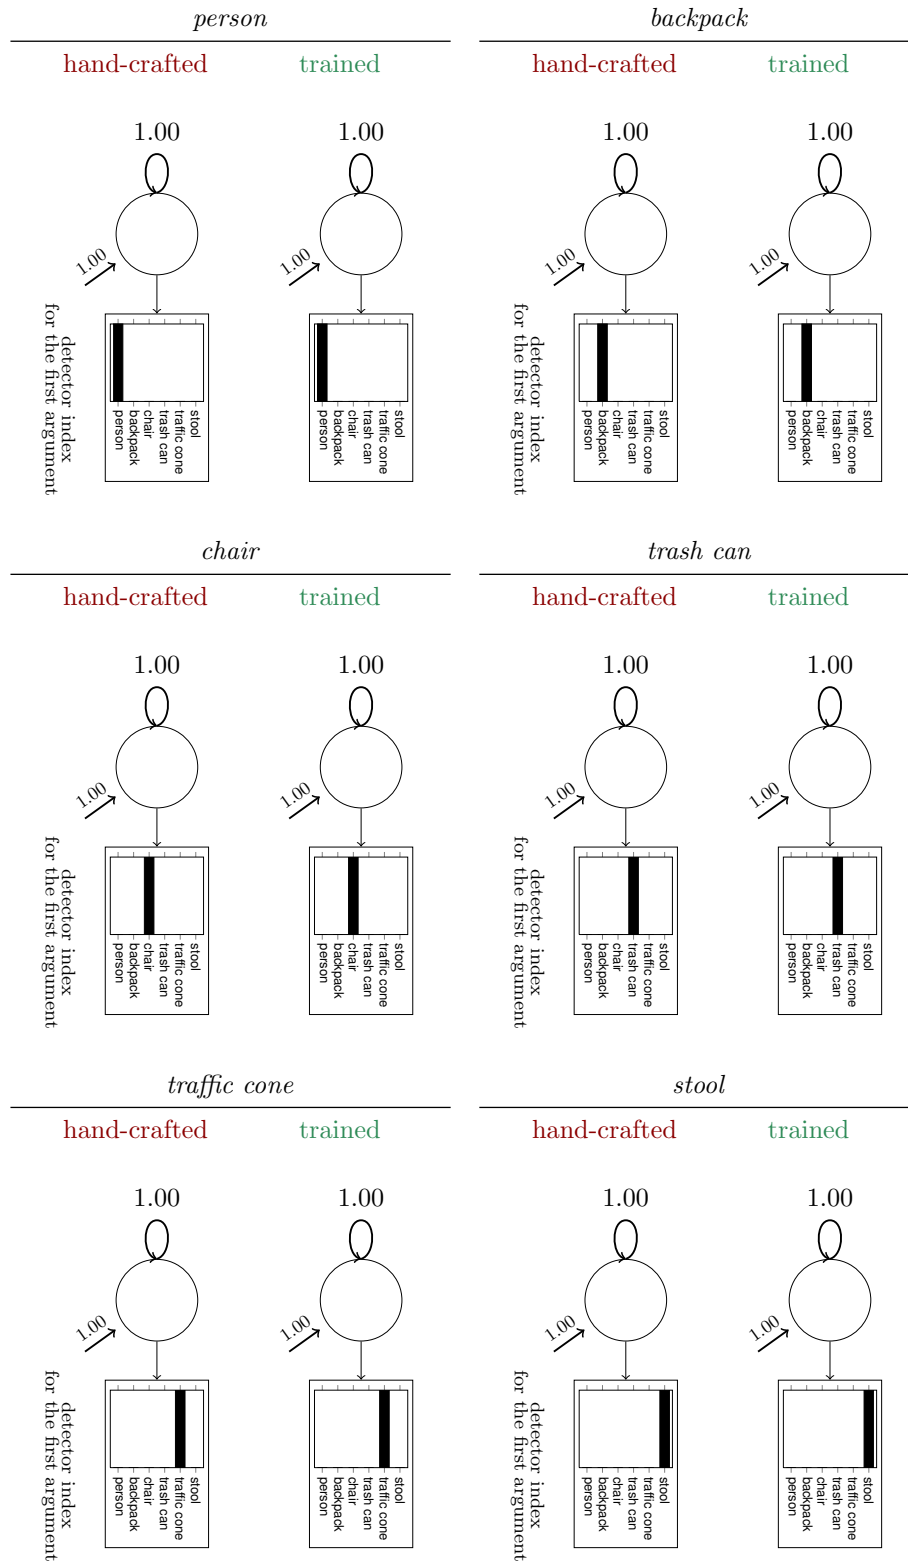 person
hand-crafted
trained
1.00
1.00
1.00
1.00
detector index
for the first argument
person
backpack
chair
trash can
traffic cone
stool
person
backpack
chair
trash can
traffic cone
stool
backpack
hand-crafted
trained
1.00
1.00
1.00
1.00
detector index
for the first argument
person
backpack
chair
trash can
traffic cone
stool
person
backpack
chair
trash can
traffic cone
stool
chair
hand-crafted
trained
1.00
1.00
1.00
1.00
detector index
for the first argument
person
backpack
chair
trash can
traffic cone
stool
person
backpack
chair
trash can
traffic cone
stool
trash can
hand-crafted
trained
1.00
1.00
1.00
1.00
detector index
for the first argument
person
backpack
chair
trash can
traffic cone
stool
person
backpack
chair
trash can
traffic cone
stool
traffic cone
hand-crafted
trained
1.00
1.00
1.00
1.00
detector index
for the first argument
person
backpack
chair
trash can
traffic cone
stool
person
backpack
chair
trash can
traffic cone
stool
stool
hand-crafted
trained
1.00
1.00
1.00
1.00
detector index
for the first argument
person
backpack
chair
trash can
traffic cone
stool
person
backpack
chair
trash can
traffic cone
stool